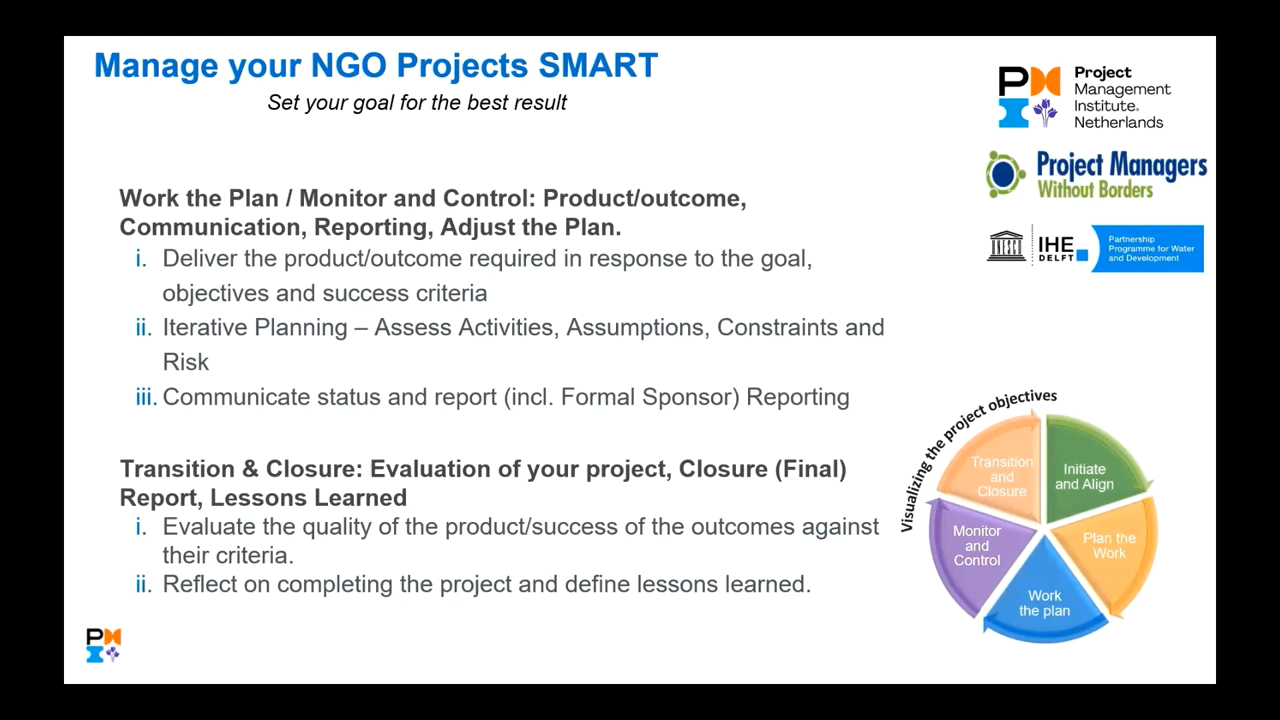 Manage your NGO Projects SMART
Set your goal for the best result
Project
Management
Institute®
Netherlands
Project Managers
Without Borders
IHE
DELFT
Partnership
Programme for Water
and Development
Work the Plan / Monitor and Control: Product/outcome,
Communication, Reporting, Adjust the Plan.
i. Deliver the product/outcome required in response to the goal,
objectives and success criteria
ii. Iterative Planning – Assess Activities, Assumptions, Constraints and
Risk
iii. Communicate status and report (incl. Formal Sponsor) Reporting
Transition & Closure: Evaluation of your project, Closure (Final)
Report, Lessons Learned
i. Evaluate the quality of the product/success of the outcomes against
their criteria.
ii. Reflect on completing the project and define lessons learned.
Visualizing the project objectives
Transition
and
Closure
Initiate
and Align
Monitor
and
Control
Plan the
Work
Work
the plan